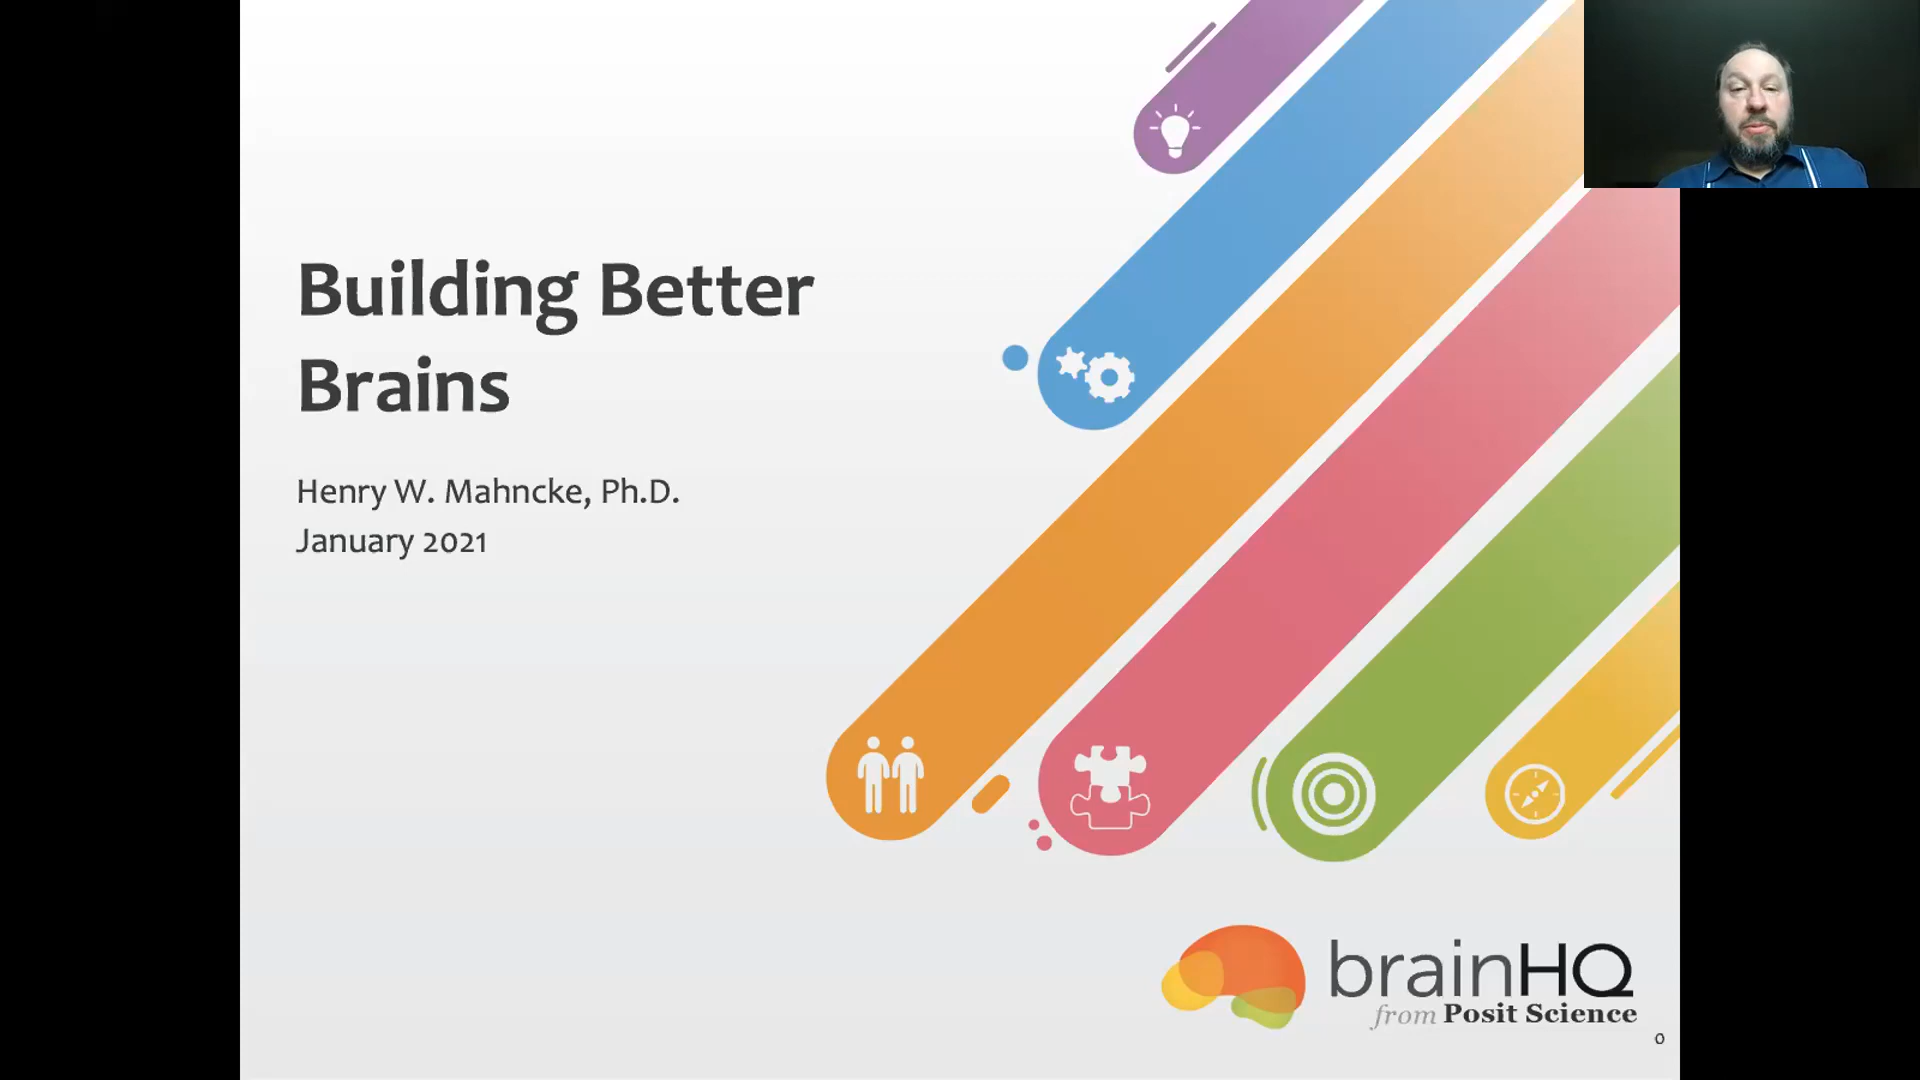 Building Better
Brains
Henry W. Mahncke, Ph.D.
January 2021
brainHQ
from Posit Science
0